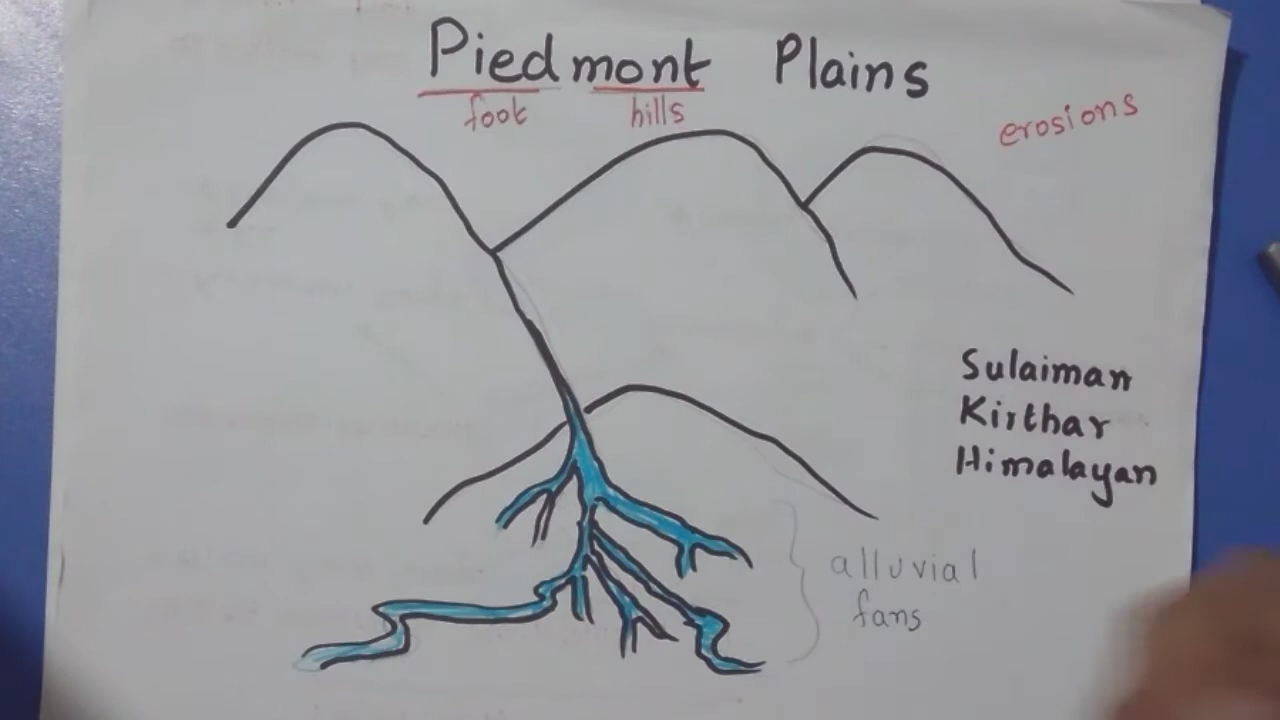 Piedmont Plains
foot hills
erosions
Sulaiman
Kirthar
Himalayan
alluvial
fans